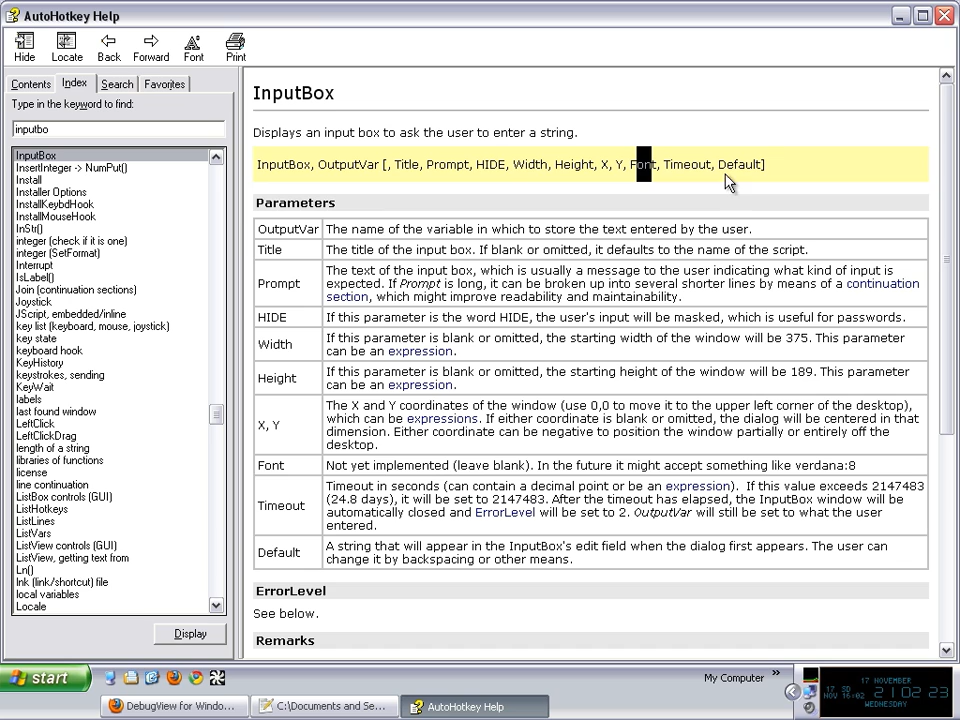 AutoHotkey Help
Hide
Locate
Back
Forward
Font
Print
Contents
Index
Search
Favorites
Type in the keyword to find:
inputbo
InputBox
InsertInteger -> NumPut()
Install
Installer Options
InstallKeybdHook
InstallMouseHook
InStr()
integer (check if it is one)
integer (SetFormat)
Interrupt
IsLabel()
Join (continuation sections)
Joystick
JScript, embedded/inline
key list (keyboard, mouse, joystick)
key state
keyboard hook
KeyHistory
keystrokes, sending
KeyWait
labels
last found window
LeftClick
LeftClickDrag
length of a string
libraries of functions
license
line continuation
ListBox controls (GUI)
ListHotkeys
ListLines
ListVars
ListView controls (GUI)
ListView, getting text from
Ln()
lnk (link/shortcut) file
local variables
Locale
Display
InputBox
Displays an input box to ask the user to enter a string.
InputBox, OutputVar [, Title, Prompt, HIDE, Width, Height, X, Y, Font, Timeout, Default]
Parameters
OutputVar The name of the variable in which to store the text entered by the user.
Title The title of the input box. If blank or omitted, it defaults to the name of the script.
Prompt The text of the input box, which is usually a message to the user indicating what kind of input is
expected. If Prompt is long, it can be broken up into several shorter lines by means of a continuation
section, which might improve readability and maintainability.
HIDE If this parameter is the word HIDE, the user's input will be masked, which is useful for passwords.
Width If this parameter is blank or omitted, the starting width of the window will be 375. This parameter
can be an expression.
Height If this parameter is blank or omitted, the starting height of the window will be 189. This parameter
can be an expression.
X, Y The X and Y coordinates of the window (use 0,0 to move it to the upper left corner of the desktop),
which can be expressions. If either coordinate is blank or omitted, the dialog will be centered in that
dimension. Either coordinate can be negative to position the window partially or entirely off the
desktop.
Font Not yet implemented (leave blank). In the future it might accept something like verdana:8
Timeout Timeout in seconds (can contain a decimal point or be an expression). If this value exceeds 2147483
(24.8 days), it will be set to 2147483. After the timeout has elapsed, the InputBox window will be
automatically closed and ErrorLevel will be set to 2. OutputVar will still be set to what the user
entered.
Default A string that will appear in the InputBox's edit field when the dialog first appears. The user can
change it by backspacing or other means.
ErrorLevel
See below.
Remarks
start
My Computer
DebugView for Windo...
C:\Documents and Se...
AutoHotkey Help
17 NOVEMBER
17 SD
NOV 16:02
21 02 23
WEDNESDAY